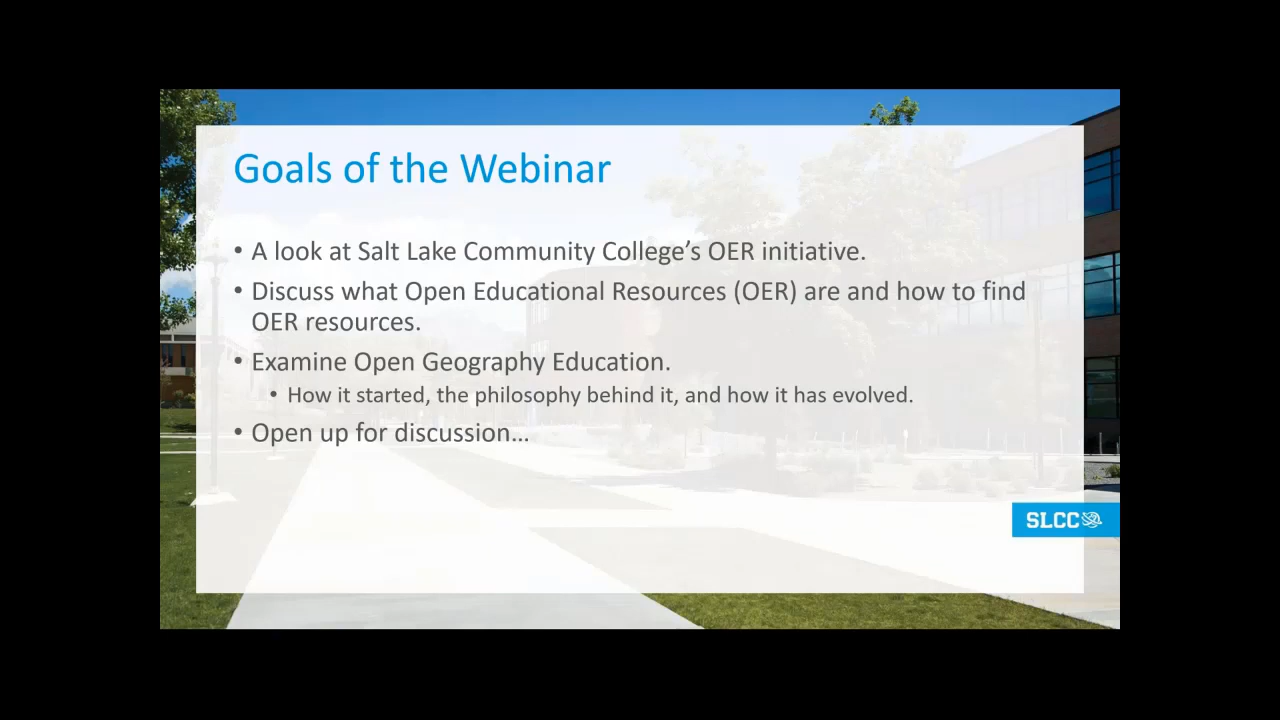 Goals of the Webinar
• A look at Salt Lake Community College’s OER initiative.
• Discuss what Open Educational Resources (OER) are and how to find
OER resources.
• Examine Open Geography Education.
• How it started, the philosophy behind it, and how it has evolved.
• Open up for discussion…
SLCC